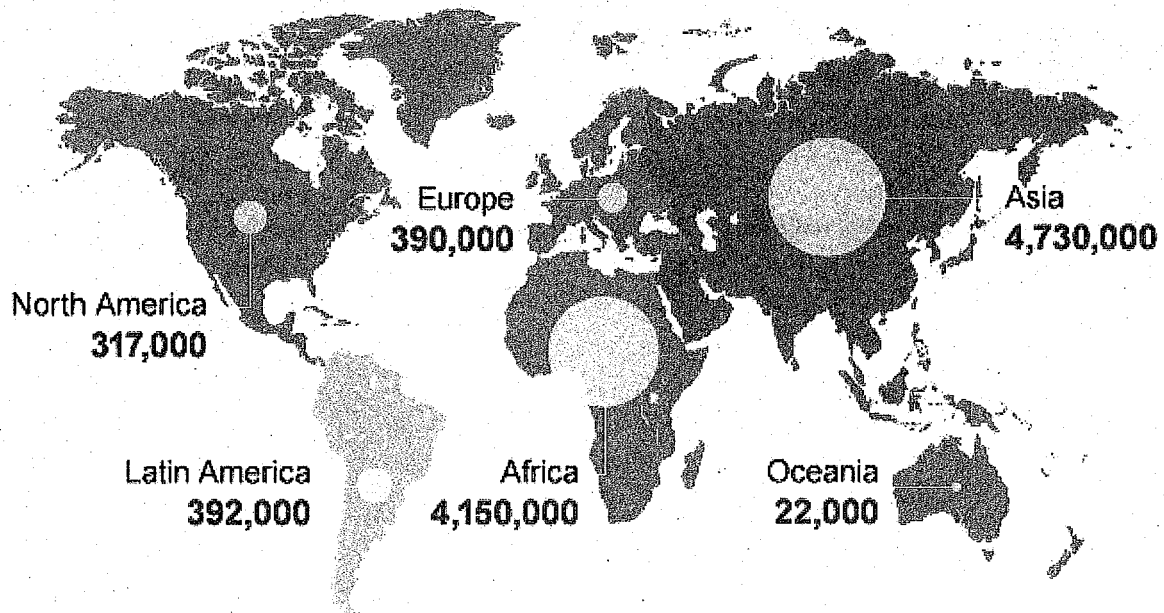 Europe
390,000
Asia
4,730,000
North America
317,000
Latin America
392,000
Africa
4,150,000
Oceania
22,000